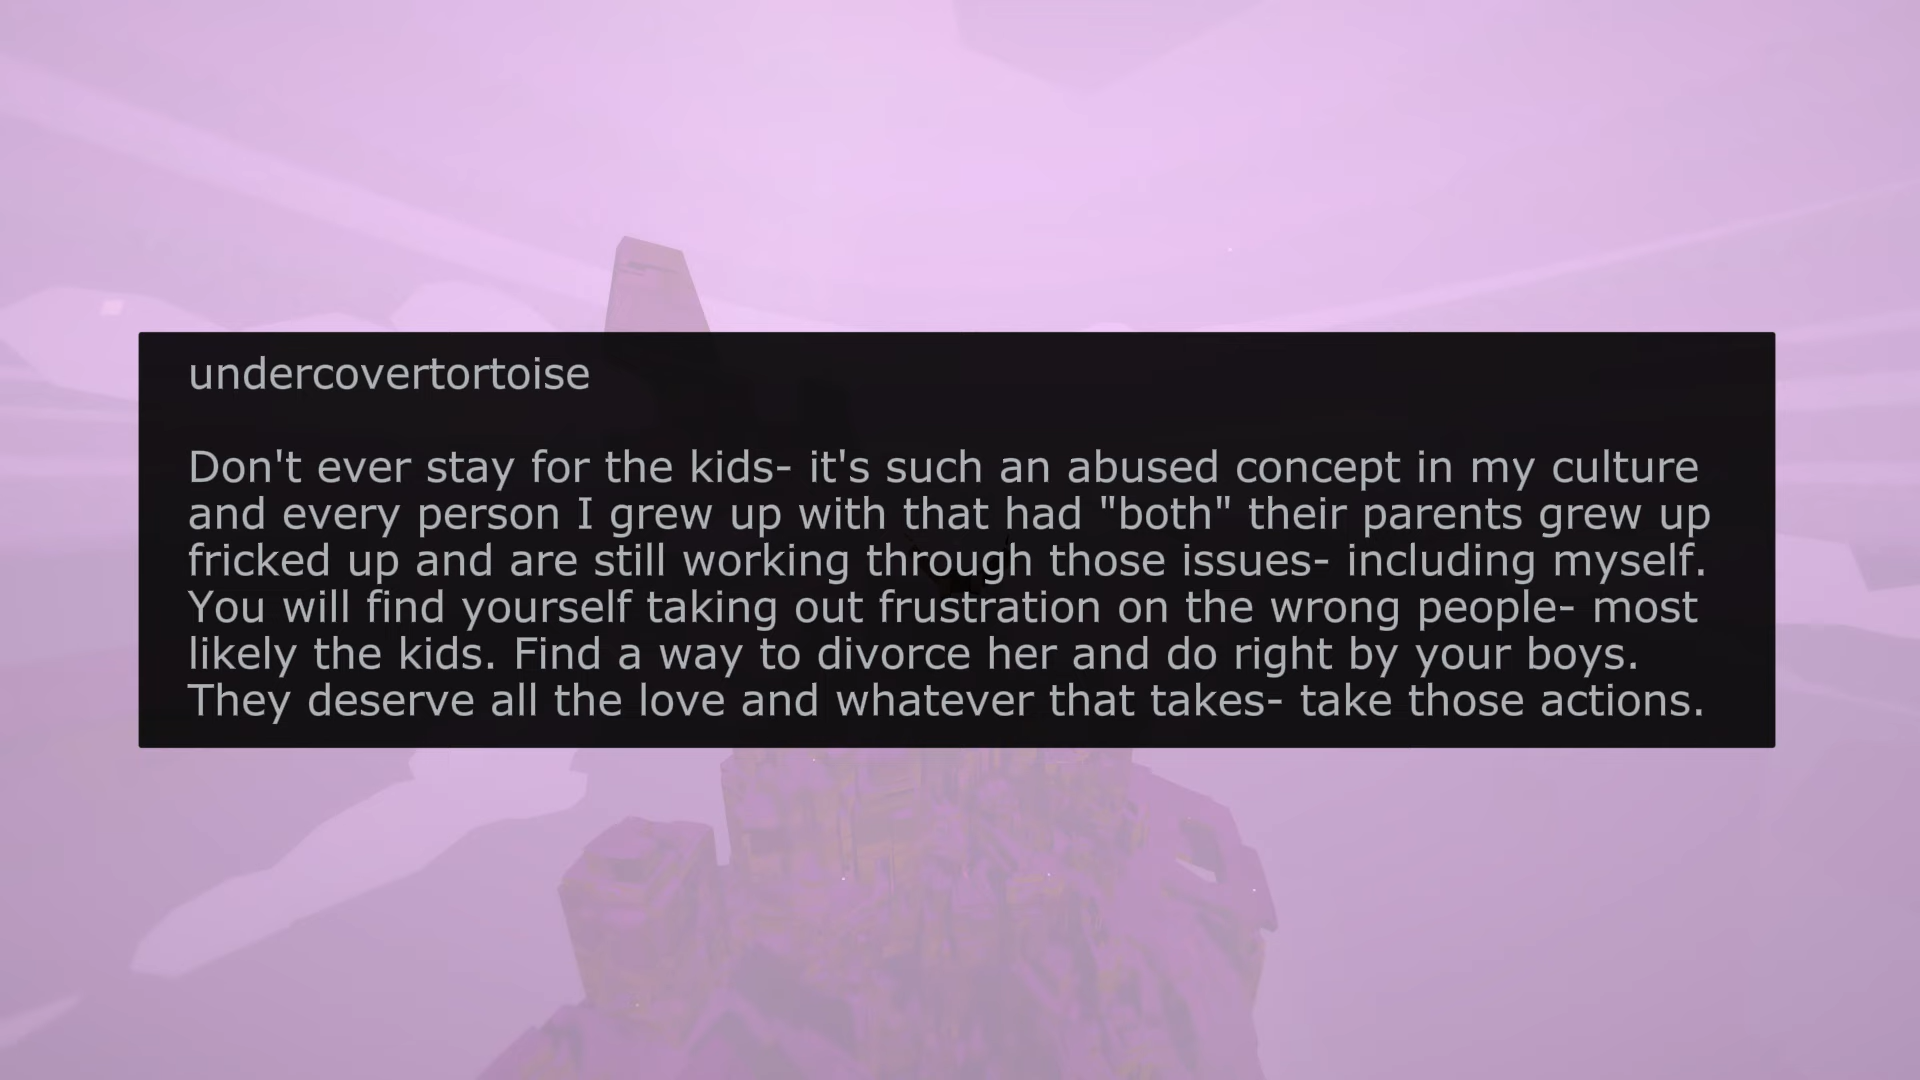 undercovertortoise
Don't ever stay for the kids- it's such an abused concept in my culture
and every person I grew up with that had "both" their parents grew up
fricked up and are still working through those issues- including myself.
You will find yourself taking out frustration on the wrong people- most
likely the kids. Find a way to divorce her and do right by your boys.
They deserve all the love and whatever that takes- take those actions.